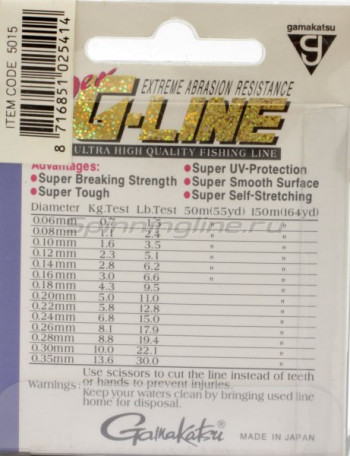 ITEM CODE 5015
8 716851 025414
gamakatsu
G
Super
EXTREME ABRASION RESISTANCE
G-LINE
ULTRA HIGH QUALITY FISHING LINE
Advantages:
• Super Breaking Strength
• Super Tough
• Super UV-Protection
• Super Smooth Surface
• Super Self-Stretching
Diameter Kg.Test Lb.Test 50m(55yd) 150m(164yd)
0.06mm 0.7 1.5 "
0.08mm 1.1 2.4 " "
0.10mm 1.6 3.5 " "
0.12mm 2.3 5.1 " "
0.14mm 2.8 6.2 " "
0.16mm 3.0 6.6 " "
0.18mm 4.3 9.5 "
0.20mm 5.0 11.0 "
0.22mm 5.8 12.8 "
0.24mm 6.8 15.0 "
0.26mm 8.1 17.9 "
0.28mm 8.8 19.4 "
0.30mm 10.0 22.1 "
0.35mm 13.6 30.0 "
Use scissors to cut the line instead of teeth
Warnings: or hands to prevent injuries.
Keep your waters clean by bringing used line
home for disposal.
Gamakatsu MADE IN JAPAN
spinningline.ru